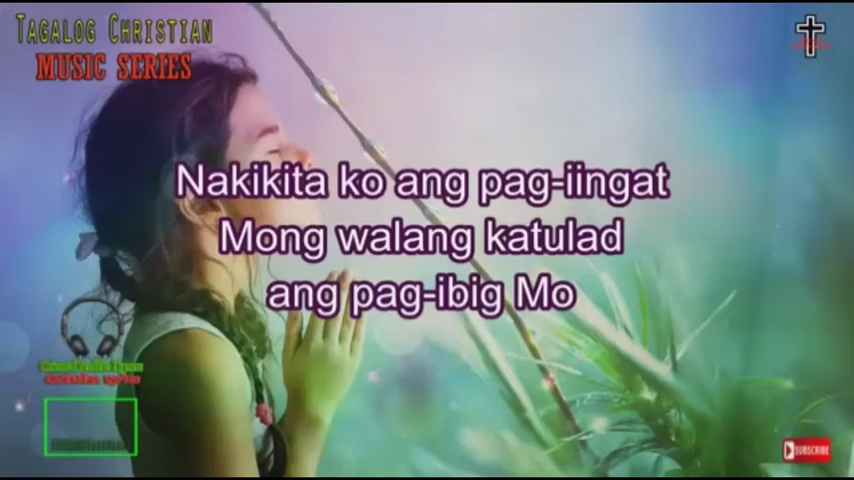 TAGALOG CHRISTIAN
MUSIC SERIES
Nakikita ko ang pag-iingat
Mong walang katulad
ang pag-ibig Mo
SUBSCRIBE